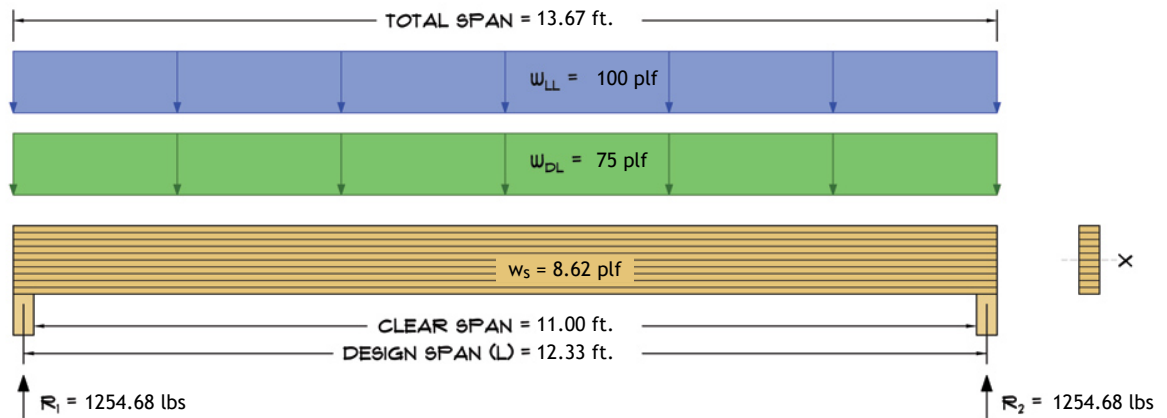 TOTAL SPAN = 13.67 ft.
wLL = 100 plf
wDL = 75 plf
ws = 8.62 plf
X
CLEAR SPAN = 11.00 ft.
DESIGN SPAN (L) = 12.33 ft.
R1 = 1254.68 lbs
R2 = 1254.68 lbs